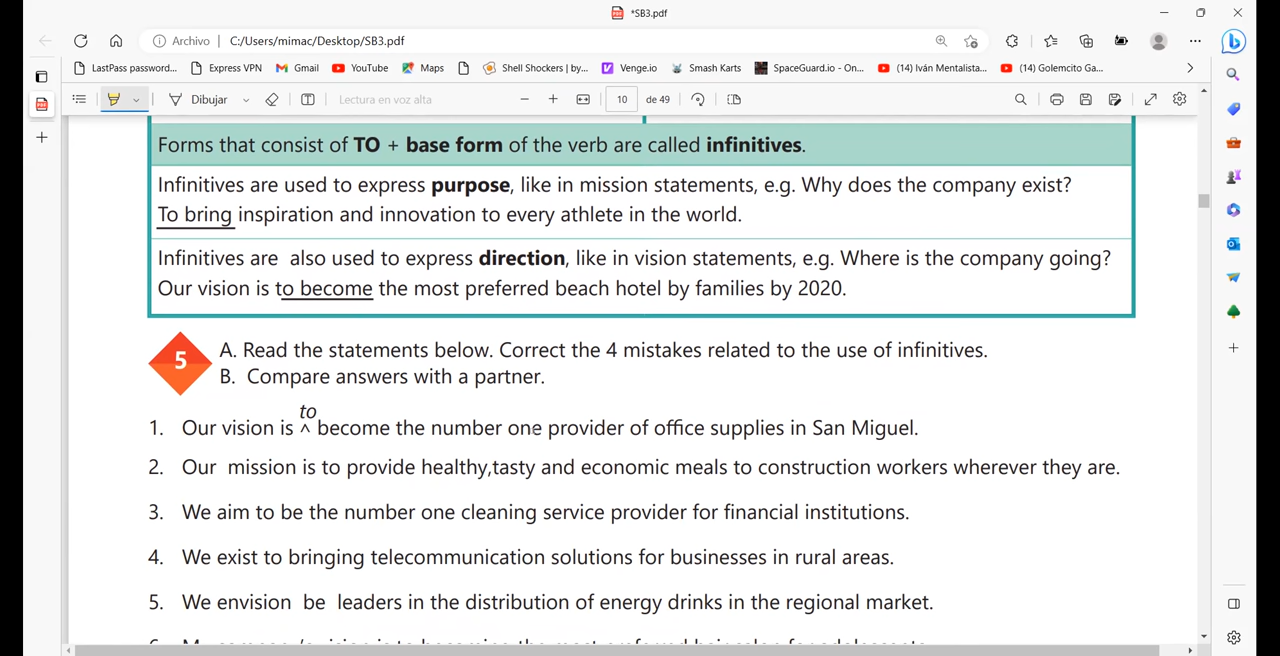 *SB3.pdf
Archivo | C:/Users/mimac/Desktop/SB3.pdf
LastPass password... Express VPN Gmail YouTube Maps Shell Shockers | by... Venge.io Smash Karts SpaceGuard.io - On... (14) Iván Mentalista... (14) Golemcito Ga...
Dibujar Lectura en voz alta 10 de 49
Forms that consist of TO + base form of the verb are called infinitives.
Infinitives are used to express purpose, like in mission statements, e.g. Why does the company exist?
To bring inspiration and innovation to every athlete in the world.
Infinitives are also used to express direction, like in vision statements, e.g. Where is the company going?
Our vision is to become the most preferred beach hotel by families by 2020.
5
A. Read the statements below. Correct the 4 mistakes related to the use of infinitives.
B. Compare answers with a partner.
to
1. Our vision is ^ become the number one provider of office supplies in San Miguel.
2. Our mission is to provide healthy,tasty and economic meals to construction workers wherever they are.
3. We aim to be the number one cleaning service provider for financial institutions.
4. We exist to bringing telecommunication solutions for businesses in rural areas.
5. We envision be leaders in the distribution of energy drinks in the regional market.